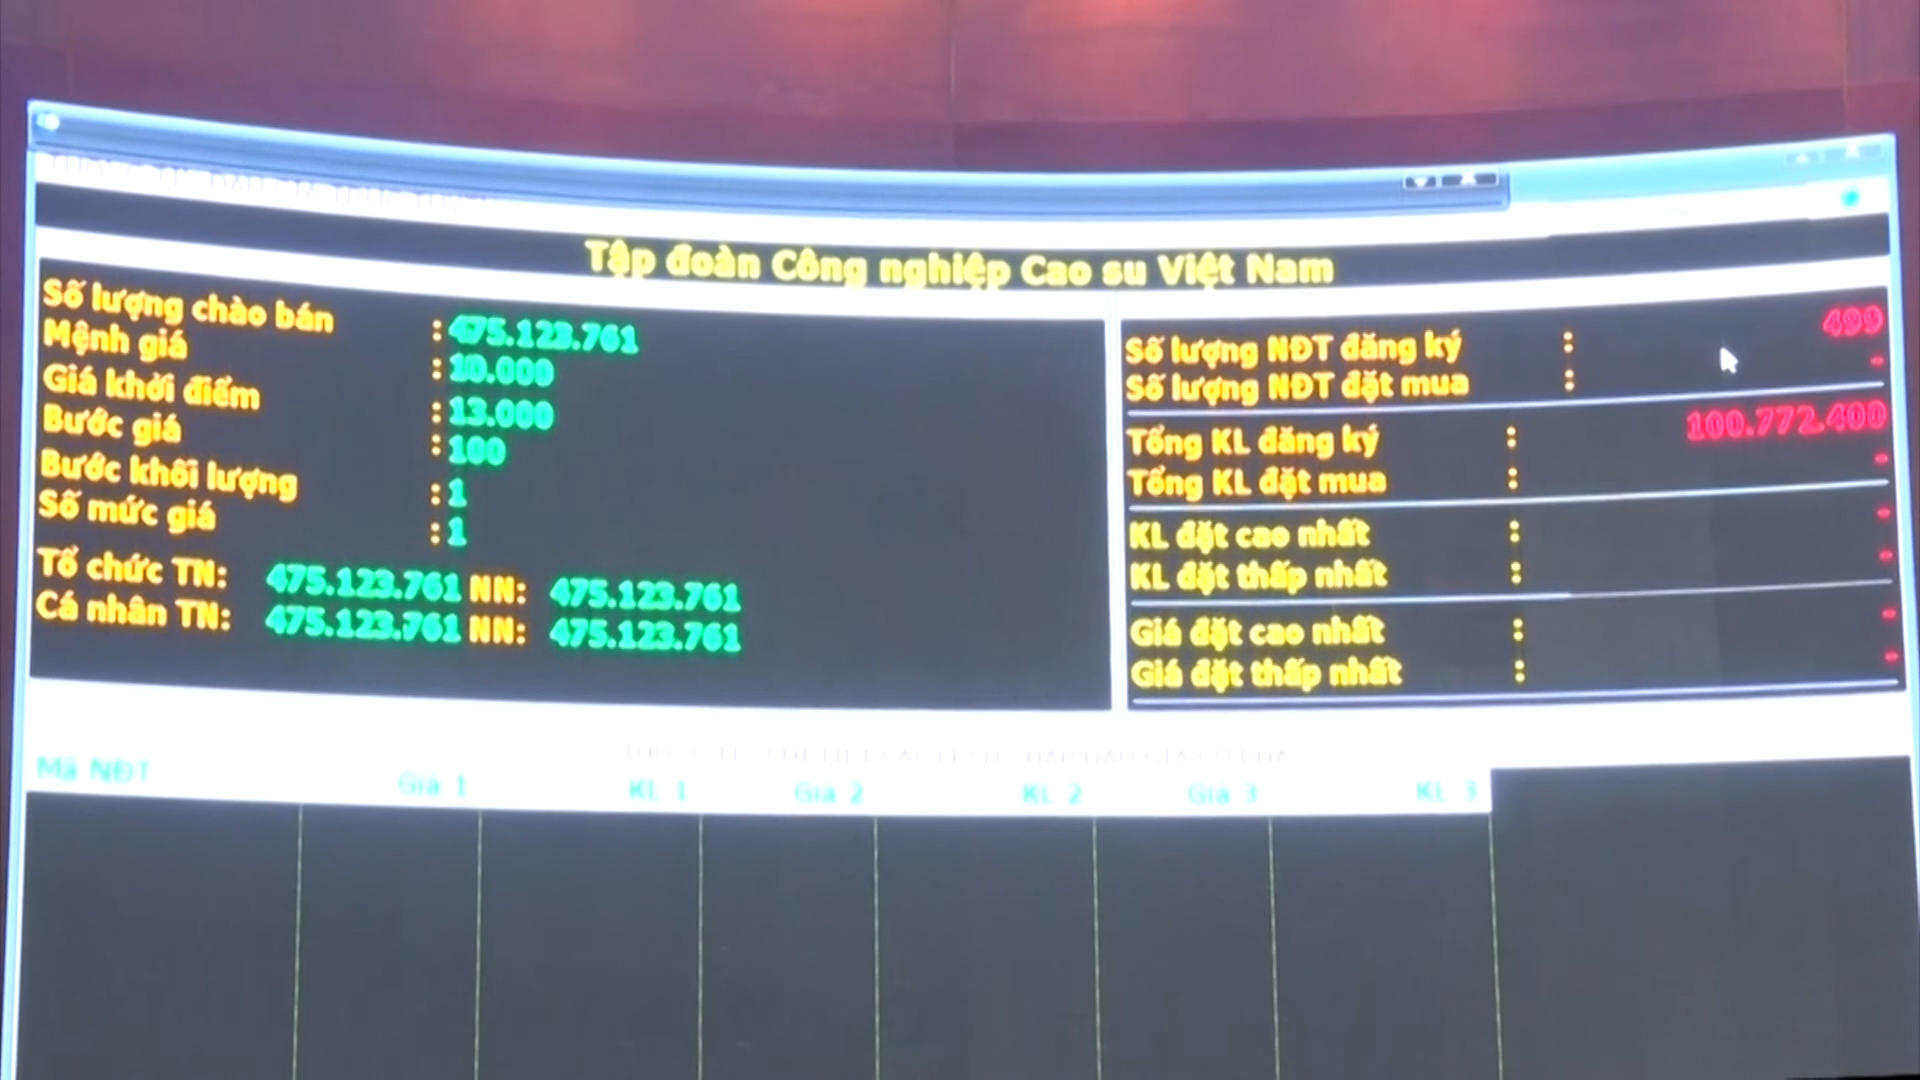 Tập đoàn Công nghiệp Cao su Việt Nam
Số lượng chào bán : 475.123.761
Mệnh giá : 10.000
Giá khởi điểm : 13.000
Bước giá : 100
Bước khối lượng : 1
Số mức giá : 1
Tổ chức TN: 475.123.761 NN: 475.123.761
Cá nhân TN: 475.123.761 NN: 475.123.761
Số lượng NĐT đăng ký : 499
Số lượng NĐT đặt mua : -
Tổng KL đăng ký : 100.772.400
Tổng KL đặt mua : -
KL đặt cao nhất : -
KL đặt thấp nhất : -
Giá đặt cao nhất : -
Giá đặt thấp nhất : -
Mã NĐT Giá 1 KL 1 Giá 2 KL 2 Giá 3 KL 3